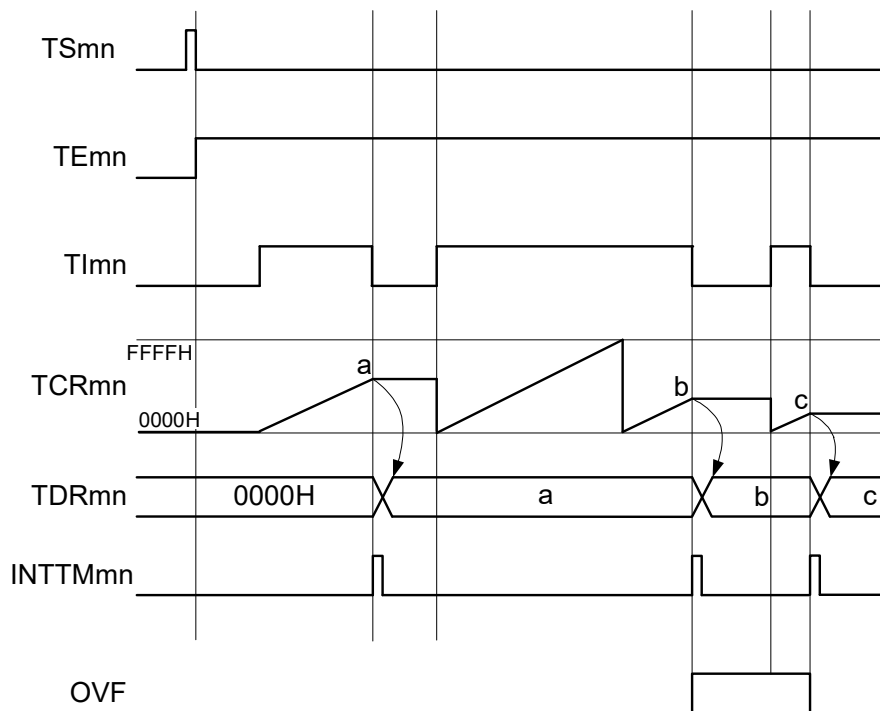 TSmn
TEmn
TImn
FFFFH
a
b
c
TCRmn
0000H
TDRmn
0000H
a
b
c
INTTMmn
OVF